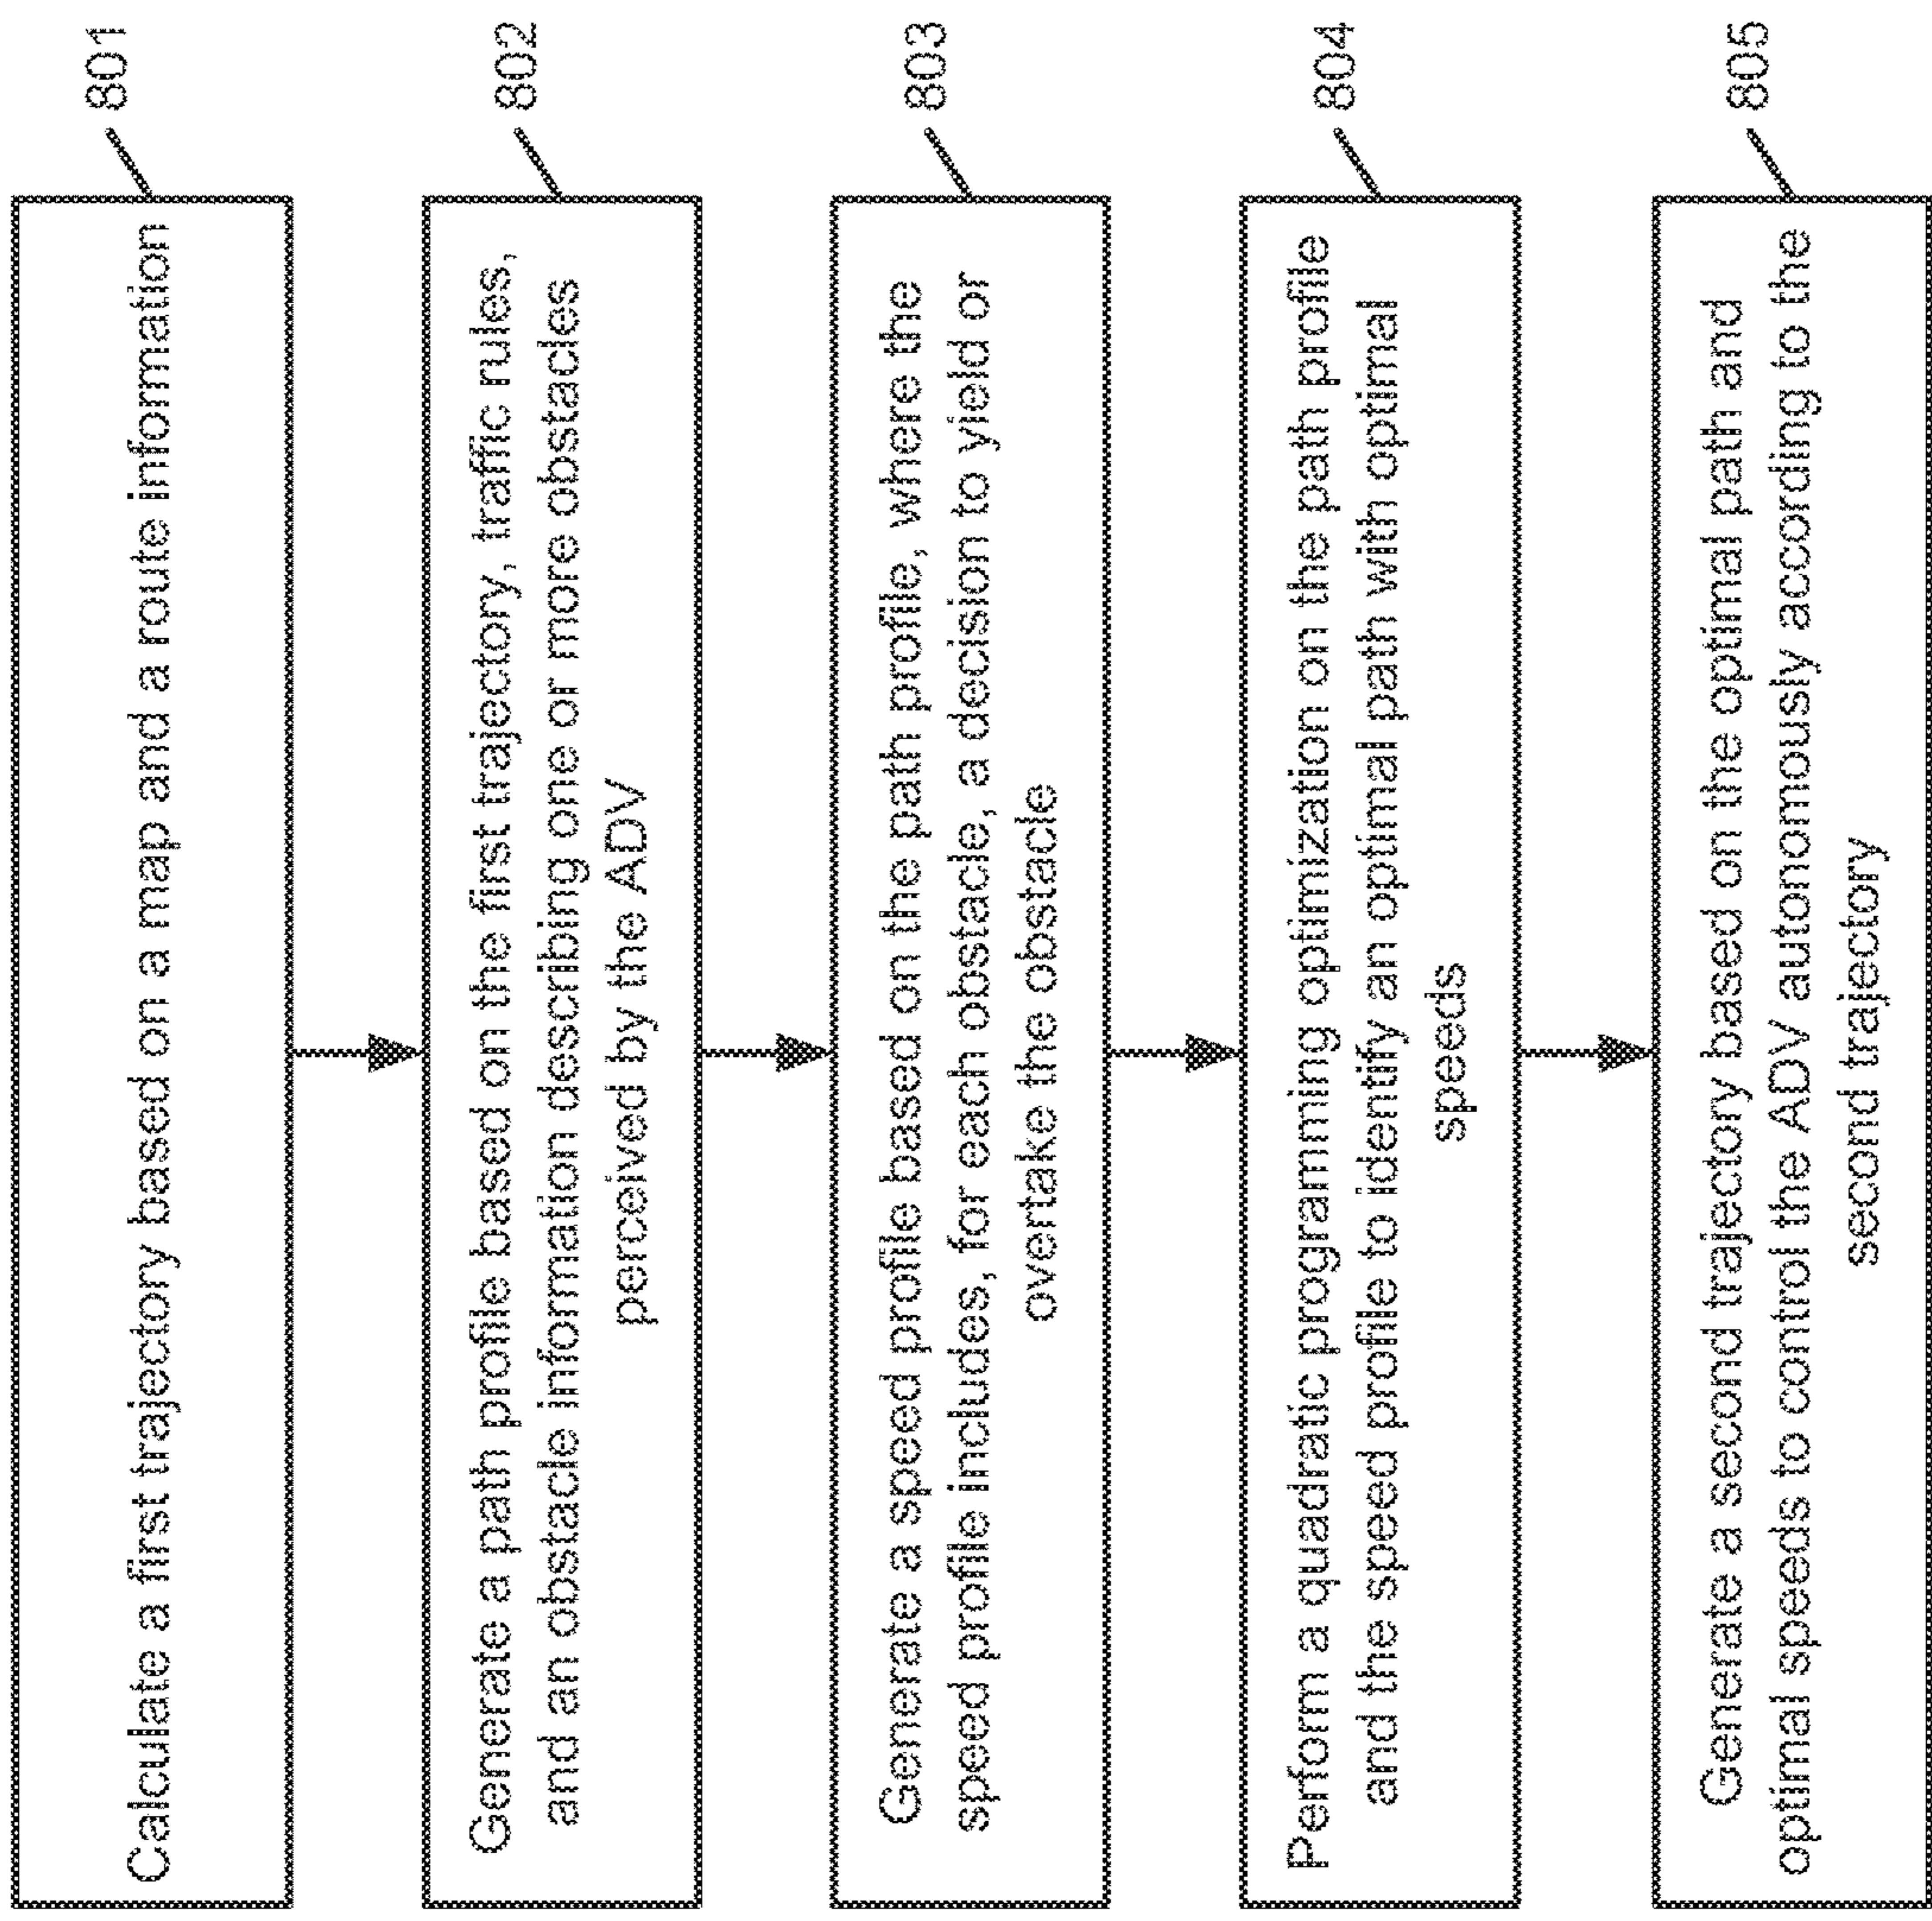 801
Calculate a first trajectory based on a map and a route information
802
Generate a path profile based on the first trajectory, traffic rules,
and an obstacle information describing one or more obstacles
perceived by the ADV
803
Generate a speed profile based on the path profile, where the
speed profile includes, for each obstacle, a decision to yield or
overtake the obstacle
804
Perform a quadratic programming optimization on the path profile
and the speed profile to identify an optimal path with optimal
speeds
805
Generate a second trajectory based on the optimal path and
optimal speeds to control the ADV autonomously according to the
second trajectory